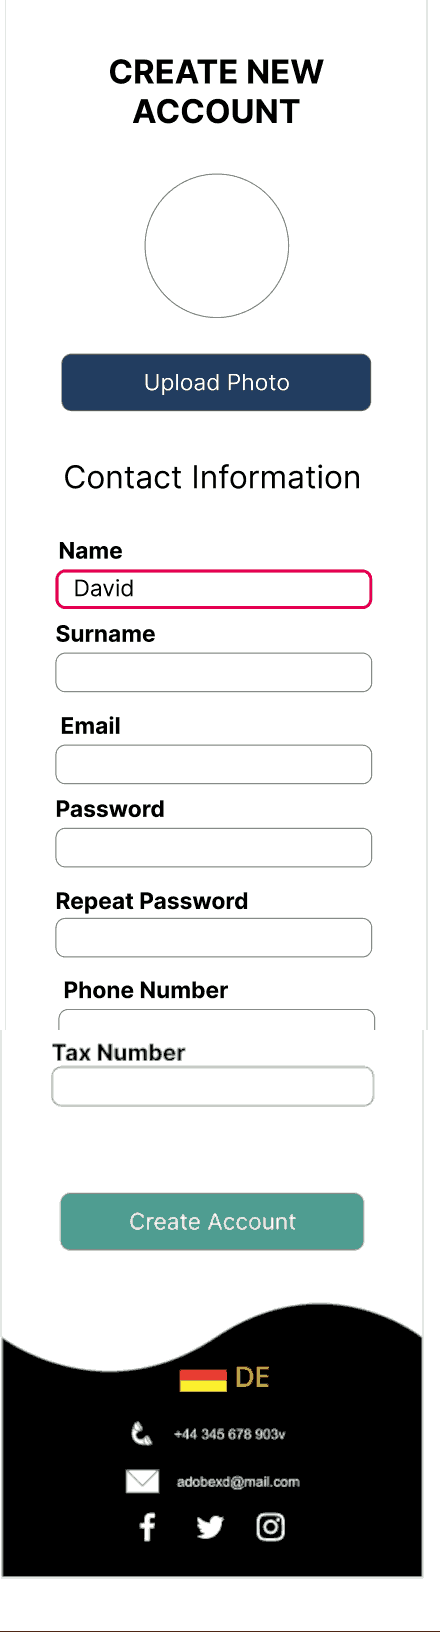 CREATE NEW
ACCOUNT
Upload Photo
Contact Information
Name
David
Surname
Email
Password
Repeat Password
Phone Number
Tax Number
Create Account
DE
+44 345 678 903v
adobexd@mail.com